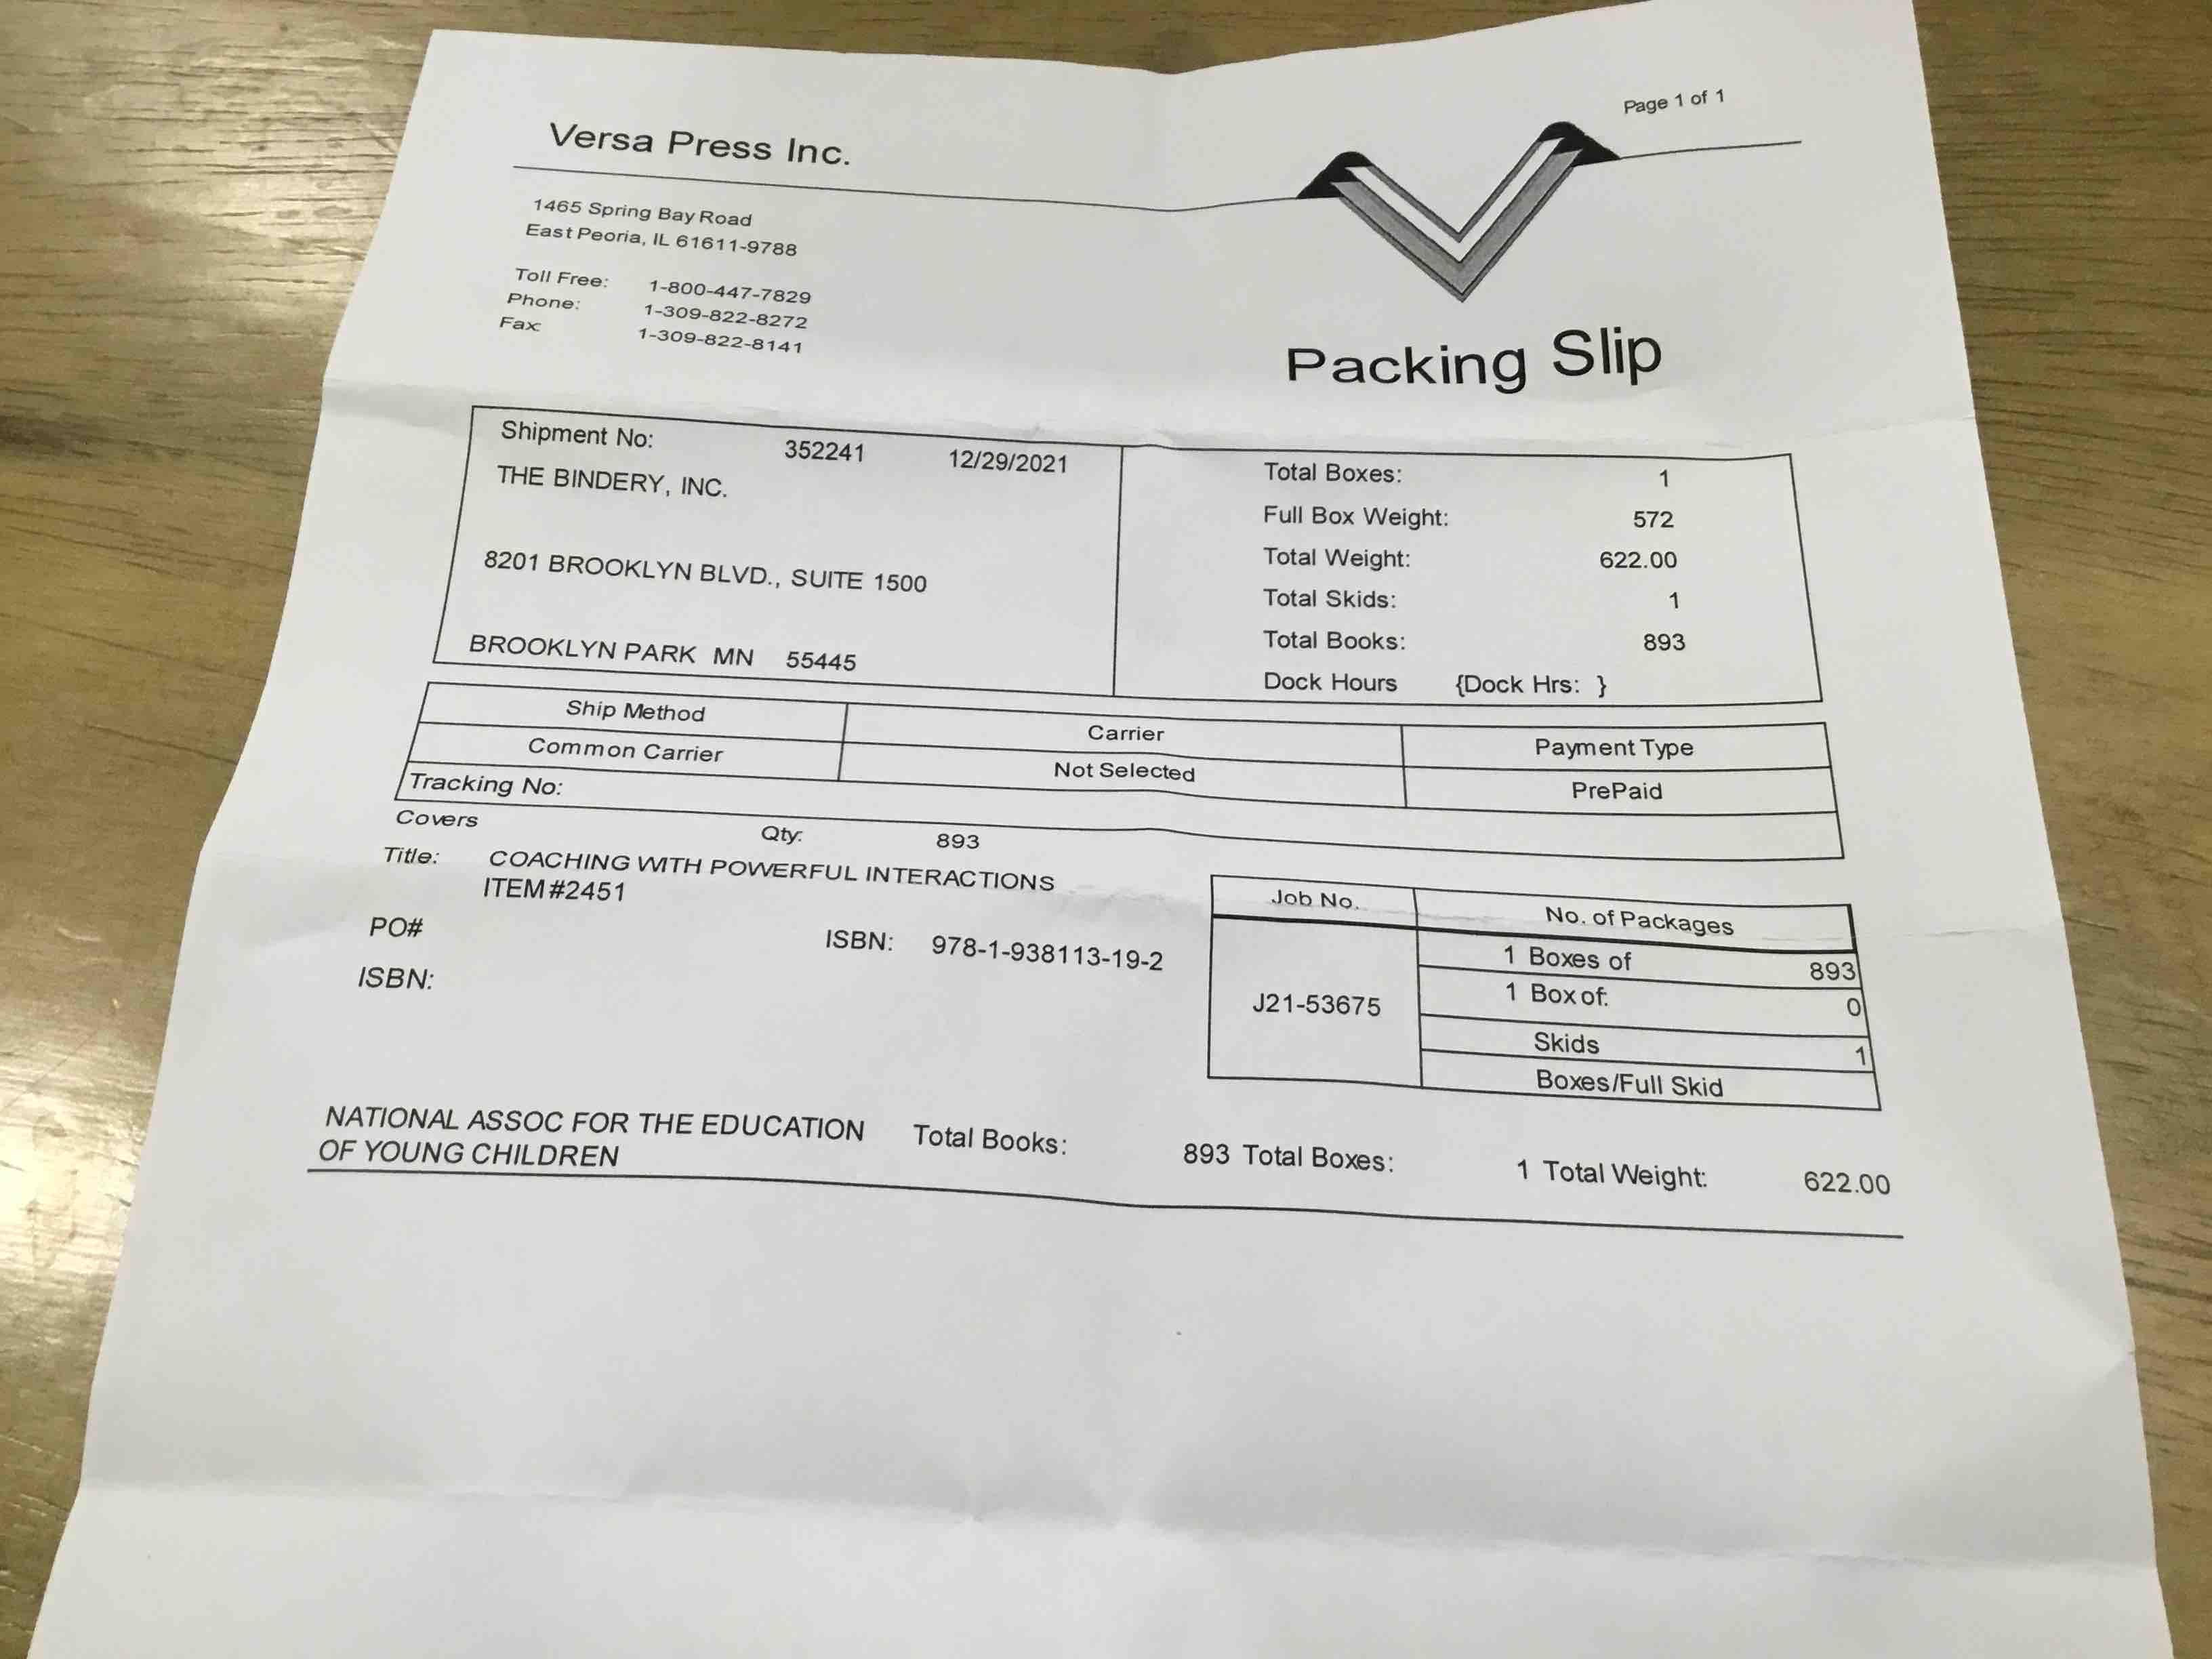 Page 1 of 1
Versa Press Inc.
1465 Spring Bay Road
East Peoria, IL 61611-9788
Toll Free: 1-800-447-7829
Phone: 1-309-822-8272
Fax: 1-309-822-8141
Packing Slip
Shipment No: 352241 12/29/2021
THE BINDERY, INC.
8201 BROOKLYN BLVD., SUITE 1500
BROOKLYN PARK MN 55445
Total Boxes: 1
Full Box Weight: 572
Total Weight: 622.00
Total Skids: 1
Total Books: 893
Dock Hours {Dock Hrs: }
Ship Method Carrier Payment Type
Common Carrier Not Selected PrePaid
Tracking No:
Covers Qty: 893
Title: COACHING WITH POWERFUL INTERACTIONS
ITEM #2451
PO# ISBN: 978-1-938113-19-2
ISBN:
Job No. No. of Packages
J21-53675
1 Boxes of 893
1 Box of: 0
Skids 1
Boxes/Full Skid
NATIONAL ASSOC FOR THE EDUCATION
OF YOUNG CHILDREN
Total Books: 893 Total Boxes: 1 Total Weight: 622.00